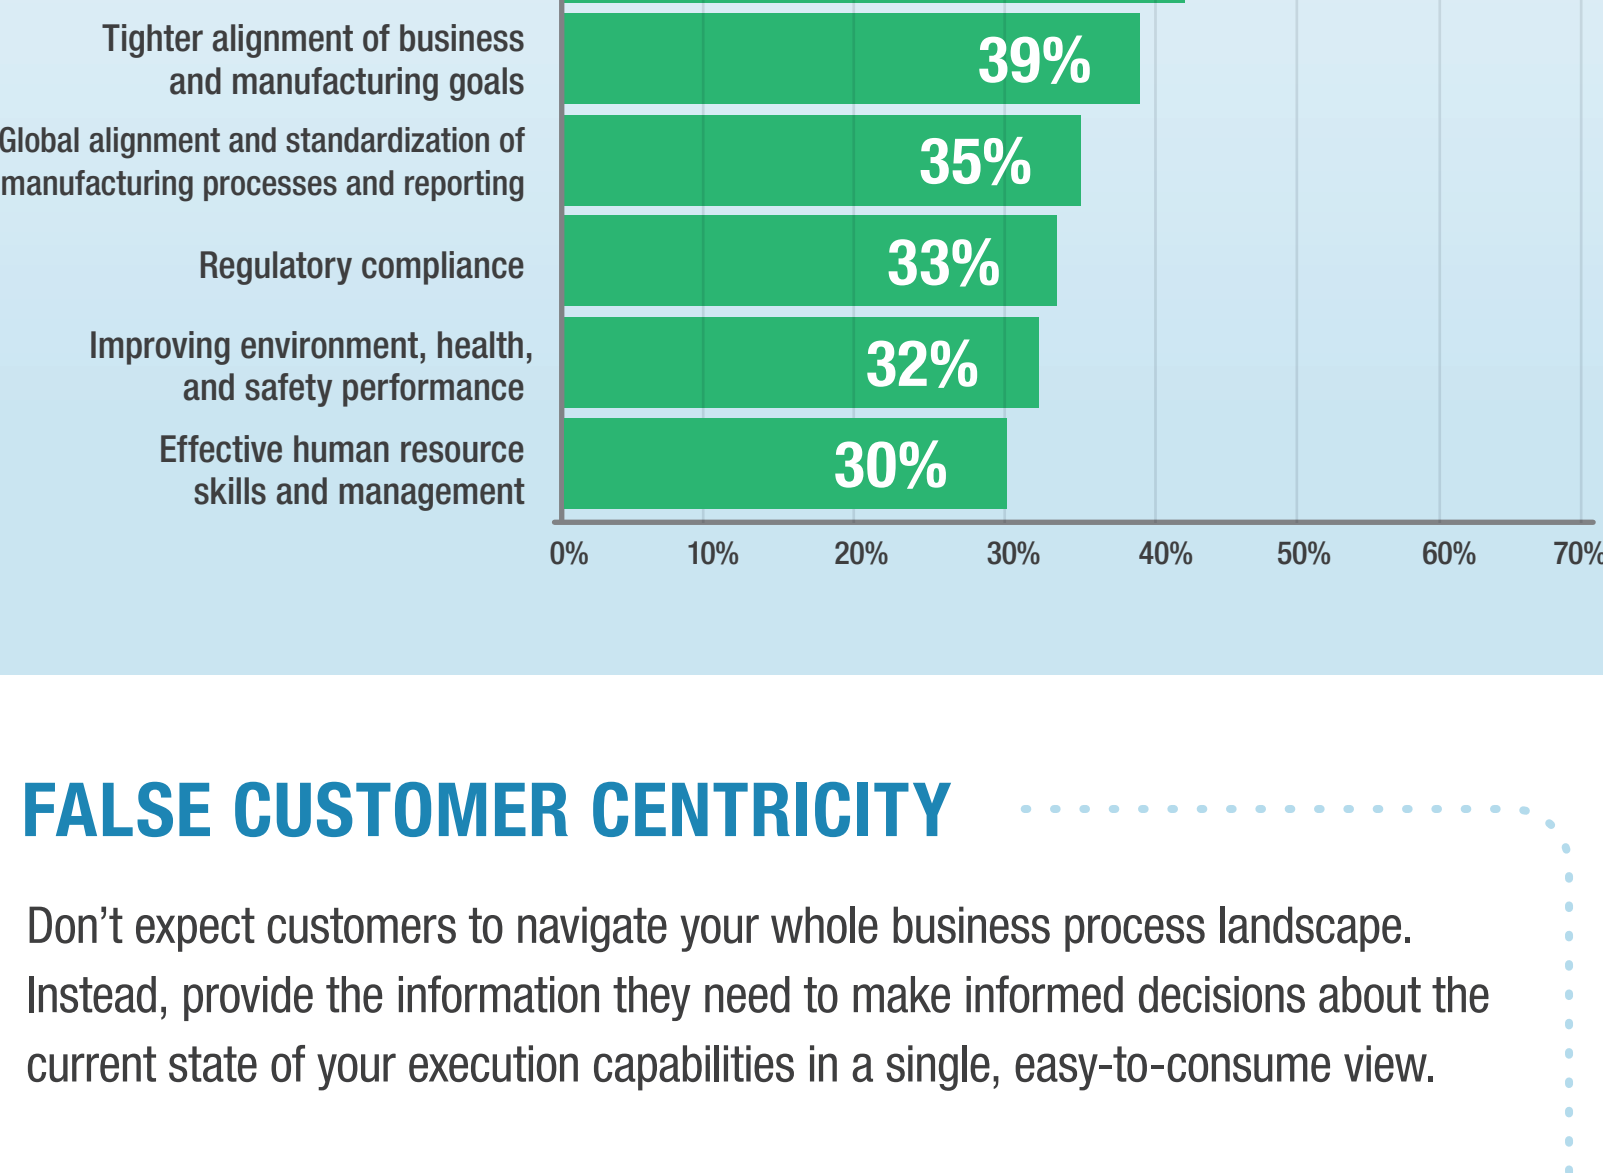 Tighter alignment of business
and manufacturing goals
39%
Global alignment and standardization of
manufacturing processes and reporting
35%
Regulatory compliance
33%
Improving environment, health,
and safety performance
32%
Effective human resource
skills and management
30%
0% 10% 20% 30% 40% 50% 60% 70%
FALSE CUSTOMER CENTRICITY
Don’t expect customers to navigate your whole business process landscape.
Instead, provide the information they need to make informed decisions about the
current state of your execution capabilities in a single, easy-to-consume view.